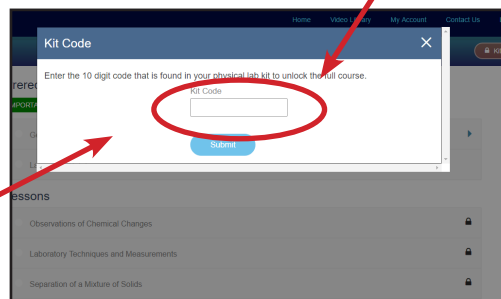 Home Video Library My Account Contact Us
Kit Code
Enter the 10 digit code that is found in your physical lab kit to unlock the full course.
Kit Code
Submit
essons
Observations of Chemical Changes
Laboratory Techniques and Measurements
Separation of a Mixture of Solids